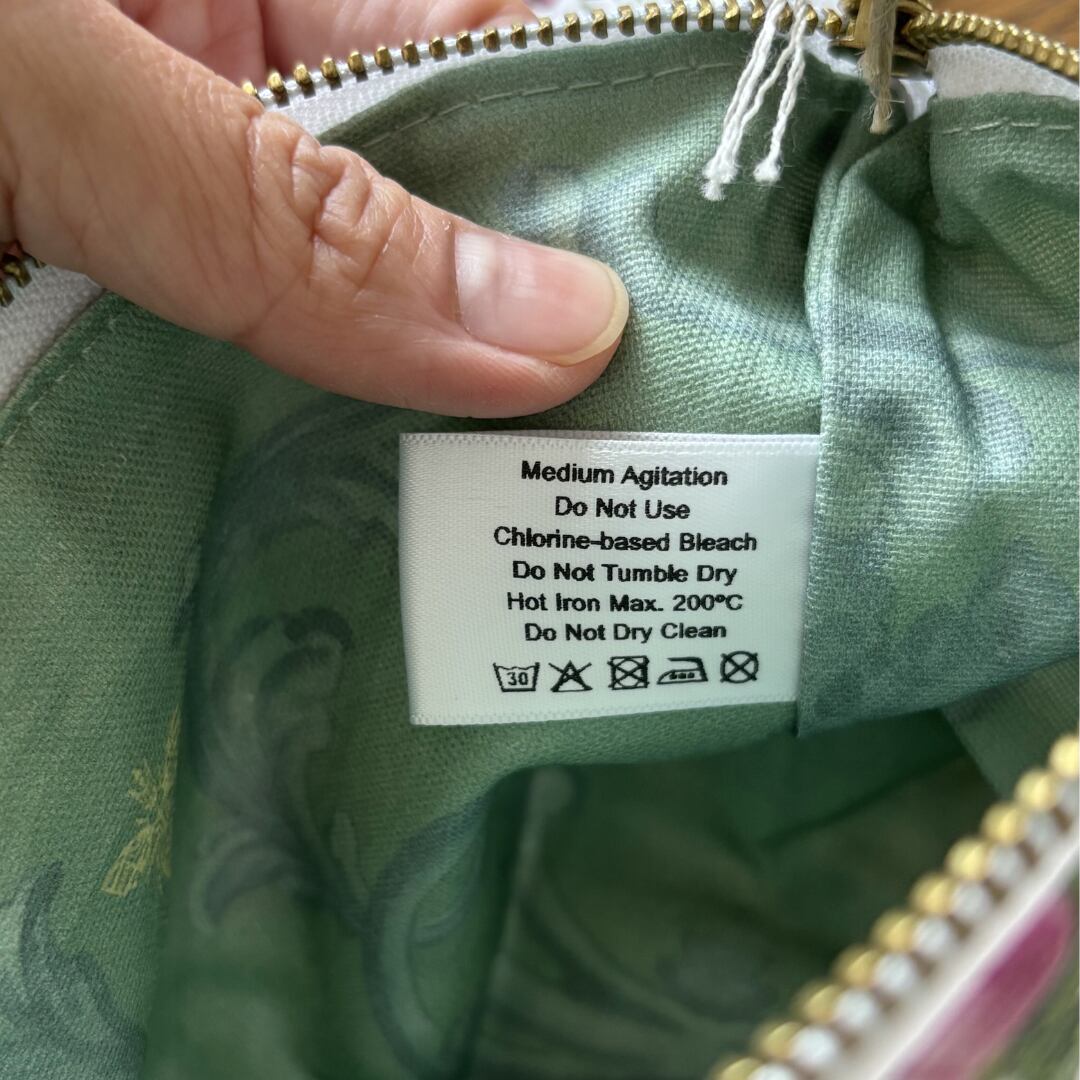 Medium Agitation
Do Not Use
Chlorine-based Bleach
Do Not Tumble Dry
Hot Iron Max. 200ºC
Do Not Dry Clean
30